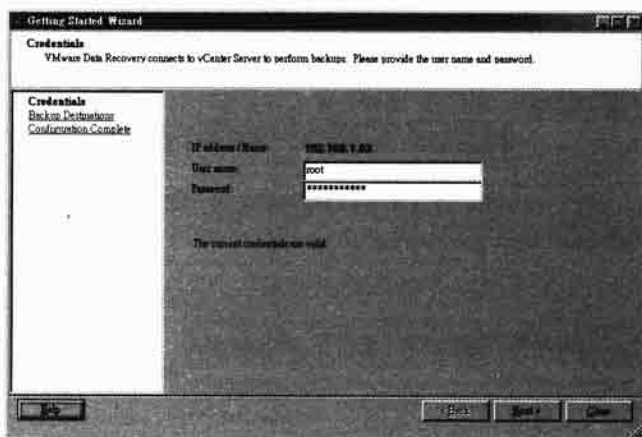 Getting Started Wizard
Credentials
VMware Data Recovery connects to vCenter Server to perform backups. Please provide the user name and password.
Credentials
Backup Destinations
Configuration Complete
IP address / Name:
User name: root
Password: ***********
The current credentials are valid.
Help
< Back Next > Close